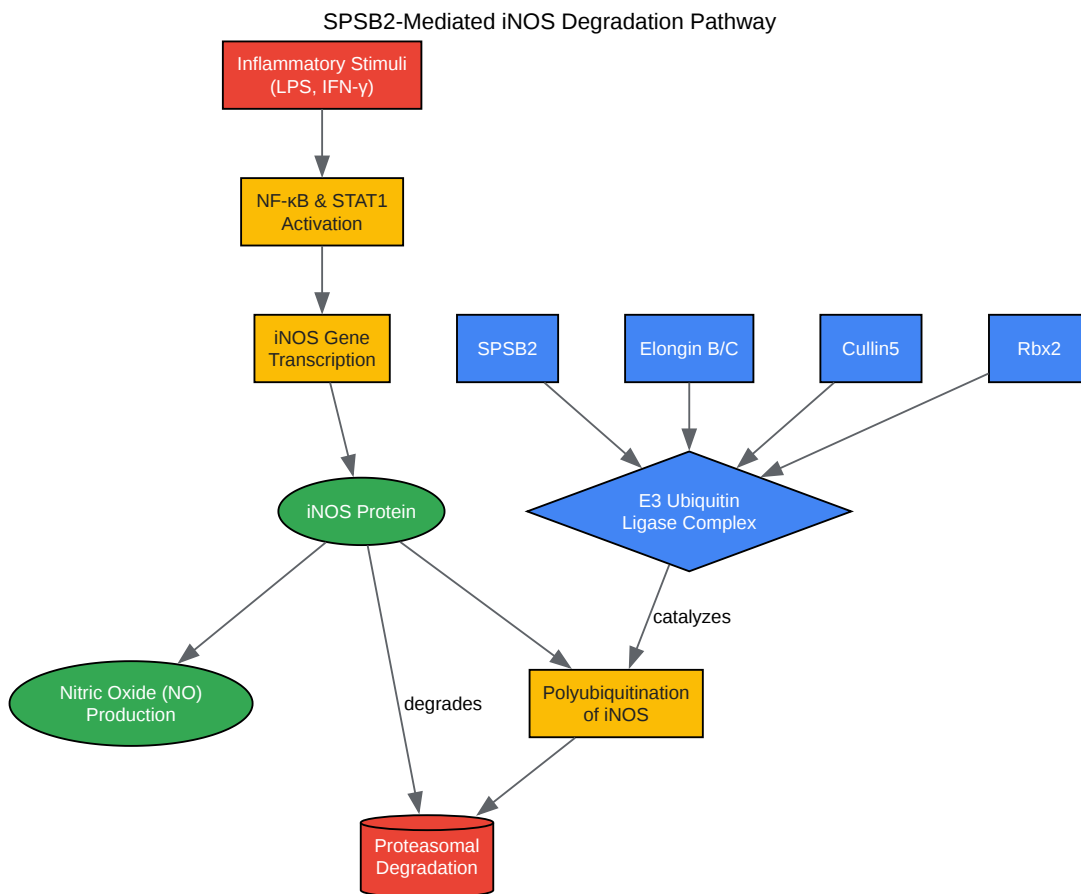 SPSB2-Mediated iNOS Degradation Pathway
Inflammatory Stimuli
(LPS, IFN-γ)
NF-κB & STAT1
Activation
iNOS Gene
Transcription
SPSB2
Elongin B/C
Cullin5
Rbx2
iNOS Protein
E3 Ubiquitin
Ligase Complex
catalyzes
Nitric Oxide (NO)
Production
degrades
Polyubiquitination
of iNOS
Proteasomal
Degradation